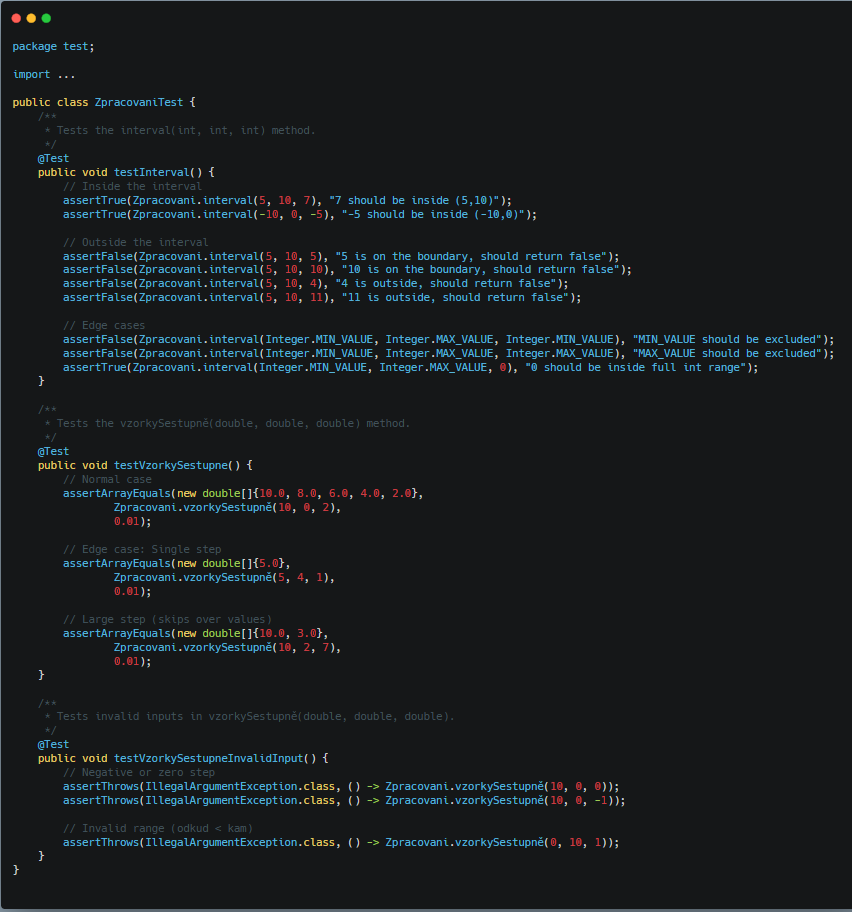 package test;
import ...
public class ZpracovaniTest {
/**
* Tests the interval(int, int, int) method.
*/
@Test
public void testInterval() {
// Inside the interval
assertTrue(Zpracovani.interval(5, 10, 7), "7 should be inside (5,10)");
assertTrue(Zpracovani.interval(-10, 0, -5), "-5 should be inside (-10,0)");
// Outside the interval
assertFalse(Zpracovani.interval(5, 10, 5), "5 is on the boundary, should return false");
assertFalse(Zpracovani.interval(5, 10, 10), "10 is on the boundary, should return false");
assertFalse(Zpracovani.interval(5, 10, 4), "4 is outside, should return false");
assertFalse(Zpracovani.interval(5, 10, 11), "11 is outside, should return false");
// Edge cases
assertFalse(Zpracovani.interval(Integer.MIN_VALUE, Integer.MAX_VALUE, Integer.MIN_VALUE), "MIN_VALUE should be excluded");
assertFalse(Zpracovani.interval(Integer.MIN_VALUE, Integer.MAX_VALUE, Integer.MAX_VALUE), "MAX_VALUE should be excluded");
assertTrue(Zpracovani.interval(Integer.MIN_VALUE, Integer.MAX_VALUE, 0), "0 should be inside full int range");
}
/**
* Tests the vzorkySestupně(double, double, double) method.
*/
@Test
public void testVzorkySestupne() {
// Normal case
assertArrayEquals(new double[]{10.0, 8.0, 6.0, 4.0, 2.0},
Zpracovani.vzorkySestupně(10, 0, 2),
0.01);
// Edge case: Single step
assertArrayEquals(new double[]{5.0},
Zpracovani.vzorkySestupně(5, 4, 1),
0.01);
// Large step (skips over values)
assertArrayEquals(new double[]{10.0, 3.0},
Zpracovani.vzorkySestupně(10, 2, 7),
0.01);
}
/**
* Tests invalid inputs in vzorkySestupně(double, double, double).
*/
@Test
public void testVzorkySestupneInvalidInput() {
// Negative or zero step
assertThrows(IllegalArgumentException.class, () -> Zpracovani.vzorkySestupně(10, 0, 0));
assertThrows(IllegalArgumentException.class, () -> Zpracovani.vzorkySestupně(10, 0, -1));
// Invalid range (odkud < kam)
assertThrows(IllegalArgumentException.class, () -> Zpracovani.vzorkySestupně(0, 10, 1));
}
}